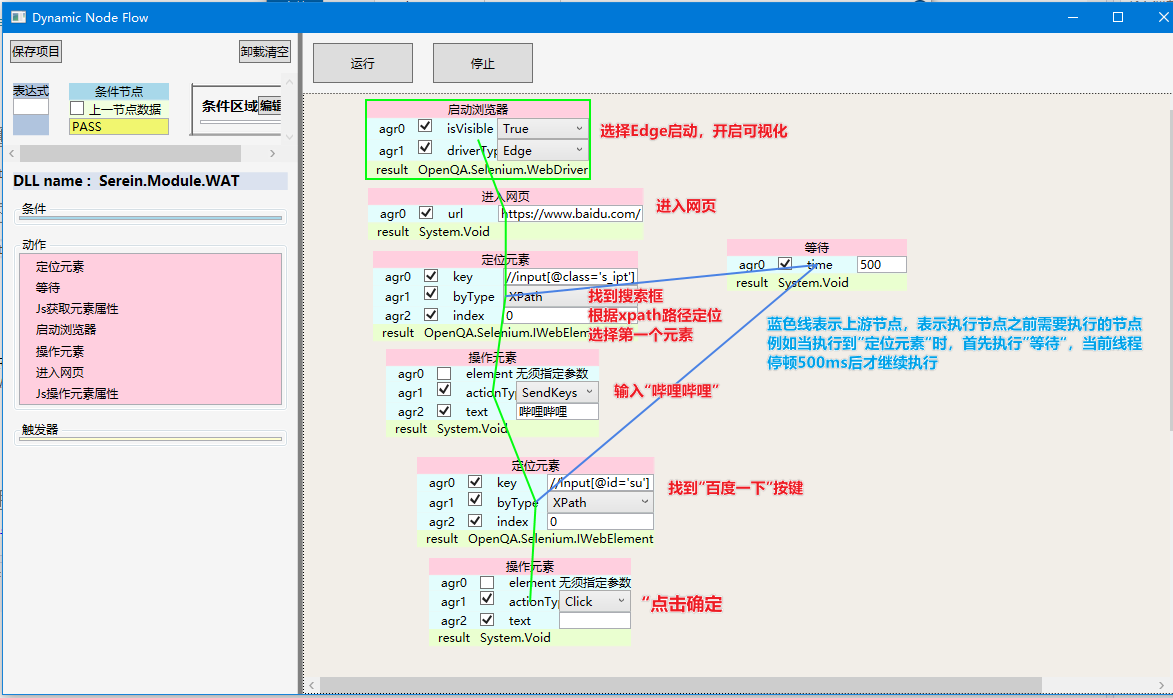 Dynamic Node Flow
保存项目
卸载清空
运行
停止
表达式
条件节点
上一节点数据
PASS
条件区域
编辑
DLL name : Serein.Module.WAT
条件
动作
定位元素
等待
Js获取元素属性
启动浏览器
操作元素
进入网页
Js操作元素属性
触发器
启动浏览器
agr0 isVisible True
agr1 driverTyp Edge
result OpenQA.Selenium.WebDriver
选择Edge启动，开启可视化
进入网页
agr0 url https://www.baidu.com/
result System.Void
进入网页
定位元素
agr0 key //input[@class='s_ipt']
agr1 byType XPath
agr2 index 0
result OpenQA.Selenium.IWebElem
找到搜索框
根据xpath路径定位
选择第一个元素
等待
agr0 time 500
result System.Void
蓝色线表示上游节点，表示执行节点之前需要执行的节点
例如当执行到"定位元素"时，首先执行"等待"，当前线程
停顿500ms后才继续执行
操作元素
agr0 element 无须指定参数
agr1 actionTyp SendKeys
agr2 text 哔哩哔哩
result System.Void
输入"哔哩哔哩"
定位元素
agr0 key //input[@id='su']
agr1 byType XPath
agr2 index 0
result OpenQA.Selenium.IWebElement
找到"百度一下"按键
操作元素
agr0 element 无须指定参数
agr1 actionTyp Click
agr2 text
result System.Void
"点击确定